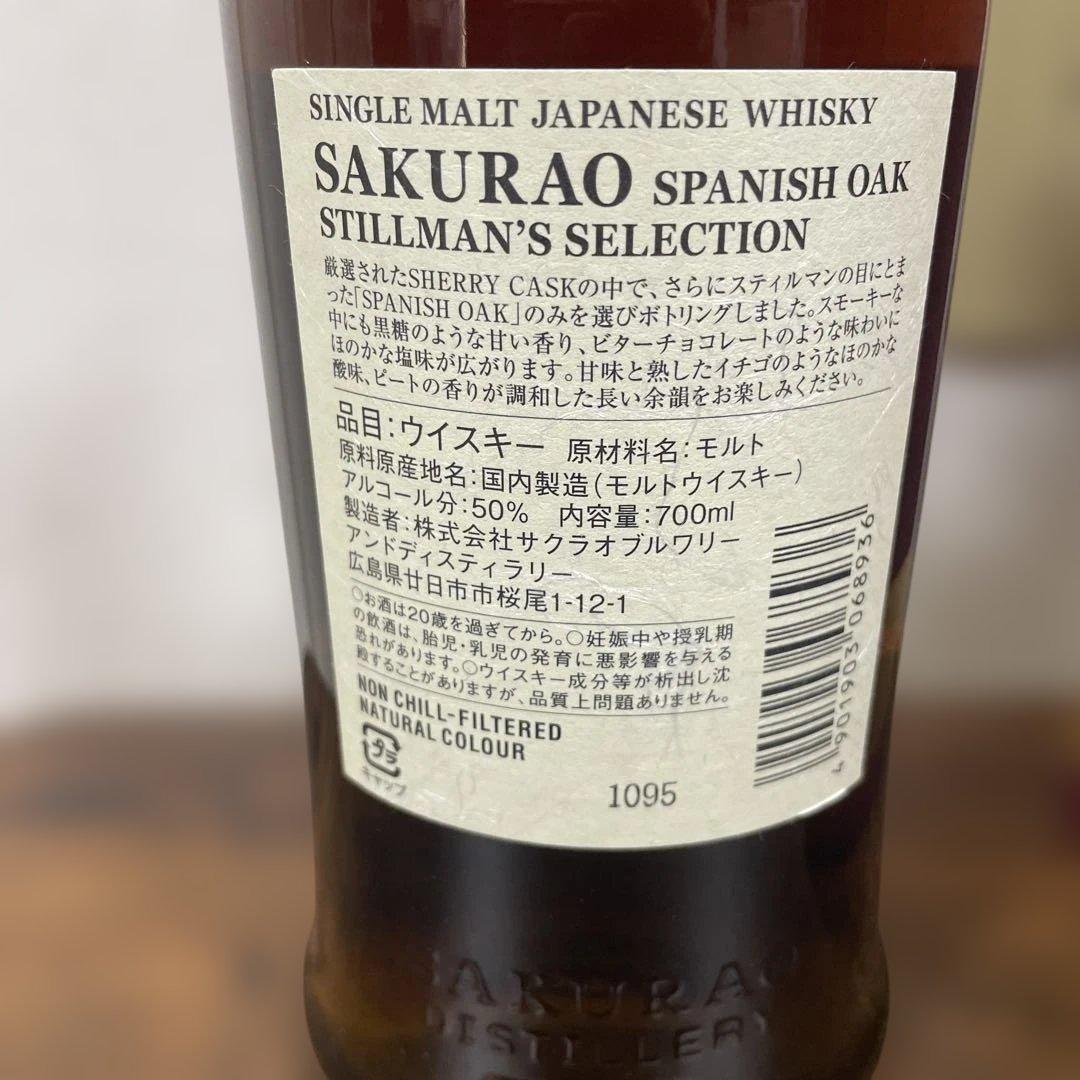 SINGLE MALT JAPANESE WHISKY
SAKURAO SPANISH OAK
STILLMAN'S SELECTION
厳選されたSHERRY CASKの中で、さらにスティルマンの目にとま
った「SPANISH OAK」のみを選びボトリングしました。スモーキーな
中にも黒糖のような甘い香り、ビターチョコレートのような味わいに
ほのかな塩味が広がります。甘味と熟したイチゴのようなほのかな
酸味、ピートの香りが調和した長い余韻をお楽しみください。
品目：ウイスキー 原材料名：モルト
原料原産地名：国内製造（モルトウイスキー）
アルコール分：50% 内容量：700ml
製造者：株式会社サクラオブルワリー
アンドディスティラリー
広島県廿日市市桜尾1-12-1
○お酒は20歳を過ぎてから。○妊娠中や授乳期
の飲酒は、胎児・乳児の発育に悪影響を与える
恐れがあります。○ウイスキー成分等が析出し沈
殿することがありますが、品質上問題ありません。
NON CHILL-FILTERED
NATURAL COLOUR
プラ
キャップ
1095
4 901903 068936
SAKURAO
DISTILLERY